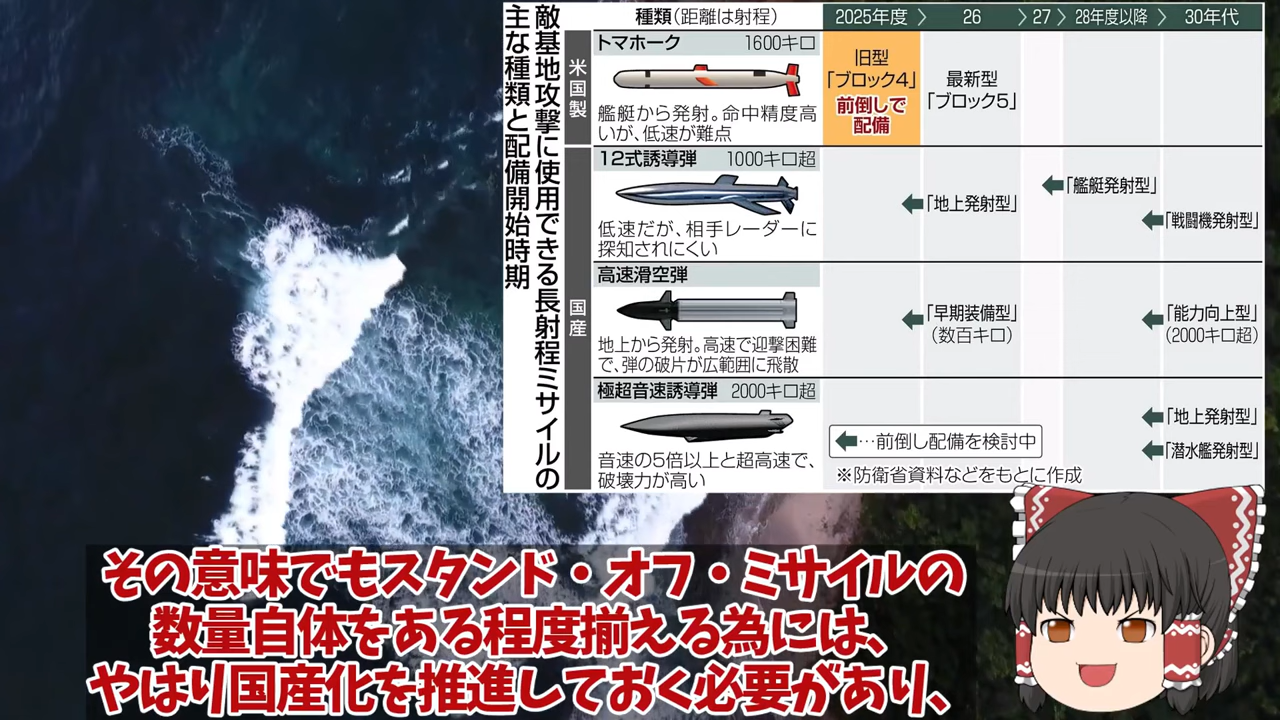 敵基地攻撃に使用できる長射程ミサイルの
主な種類と配備開始時期
種類(距離は射程)
2025年度
26
27
28年度以降
30年代
米国製
トマホーク 1600キロ
艦艇から発射。命中精度高
いが、低速が難点
旧型
「ブロック4」
前倒しで
配備
最新型
「ブロック5」
国産
12式誘導弾 1000キロ超
低速だが、相手レーダーに
探知されにくい
「地上発射型」
「艦艇発射型」
「戦闘機発射型」
高速滑空弾
地上から発射。高速で迎撃困難
で、弾の破片が広範囲に飛散
「早期装備型」
(数百キロ)
「能力向上型」
(2000キロ超)
極超音速誘導弾 2000キロ超
音速の5倍以上と超高速で、
破壊力が高い
「地上発射型」
「潜水艦発射型」
…前倒し配備を検討中
※防衛省資料などをもとに作成
その意味でもスタンド・オフ・ミサイルの
数量自体をある程度揃える為には、
やはり国産化を推進しておく必要があり、